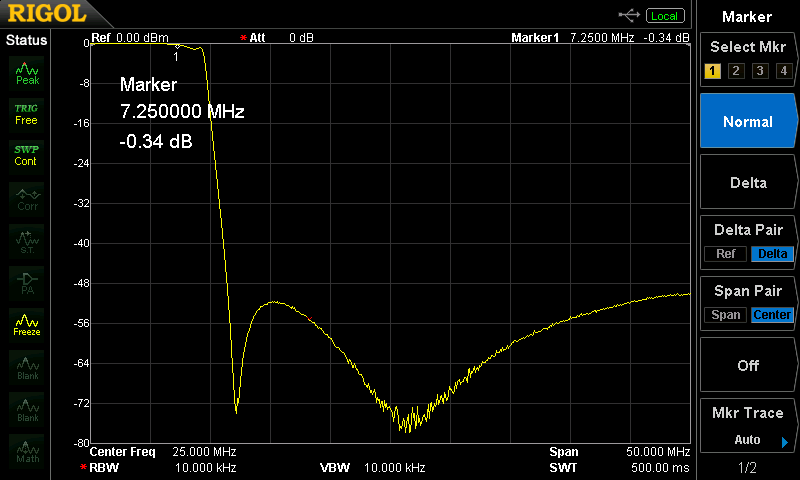 RIGOL
Local
Marker
Status
Ref 0.00 dBm
Att 0 dB
Marker1 7.2500 MHz -0.34 dB
Select Mkr
1 2 3 4
Peak
TRIG
Free
SWP
Cont
Corr
S.T.
PA
Freeze
Blank
Blank
Math
0
-8
-16
-24
-32
-40
-48
-56
-64
-72
-80
1
Marker
7.250000 MHz
-0.34 dB
Normal
Delta
Delta Pair
Ref Delta
Span Pair
Span Center
Off
Mkr Trace
Auto
1/2
Center Freq 25.000 MHz
Span 50.000 MHz
RBW 10.000 kHz
VBW 10.000 kHz
SWT 500.00 ms